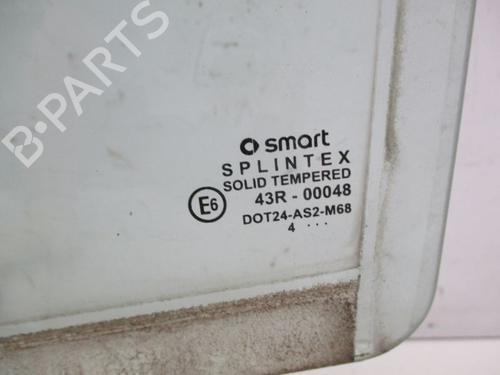 B-PARTS
smart
SPLINTEX
SOLID TEMPERED
E6 43R - 00048
DOT24-AS2-M68
4 ...